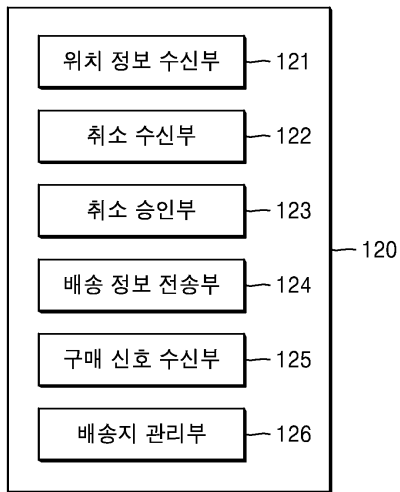 위치 정보 수신부 121
취소 수신부 122
취소 승인부 123
120
배송 정보 전송부 124
구매 신호 수신부 125
배송지 관리부 126